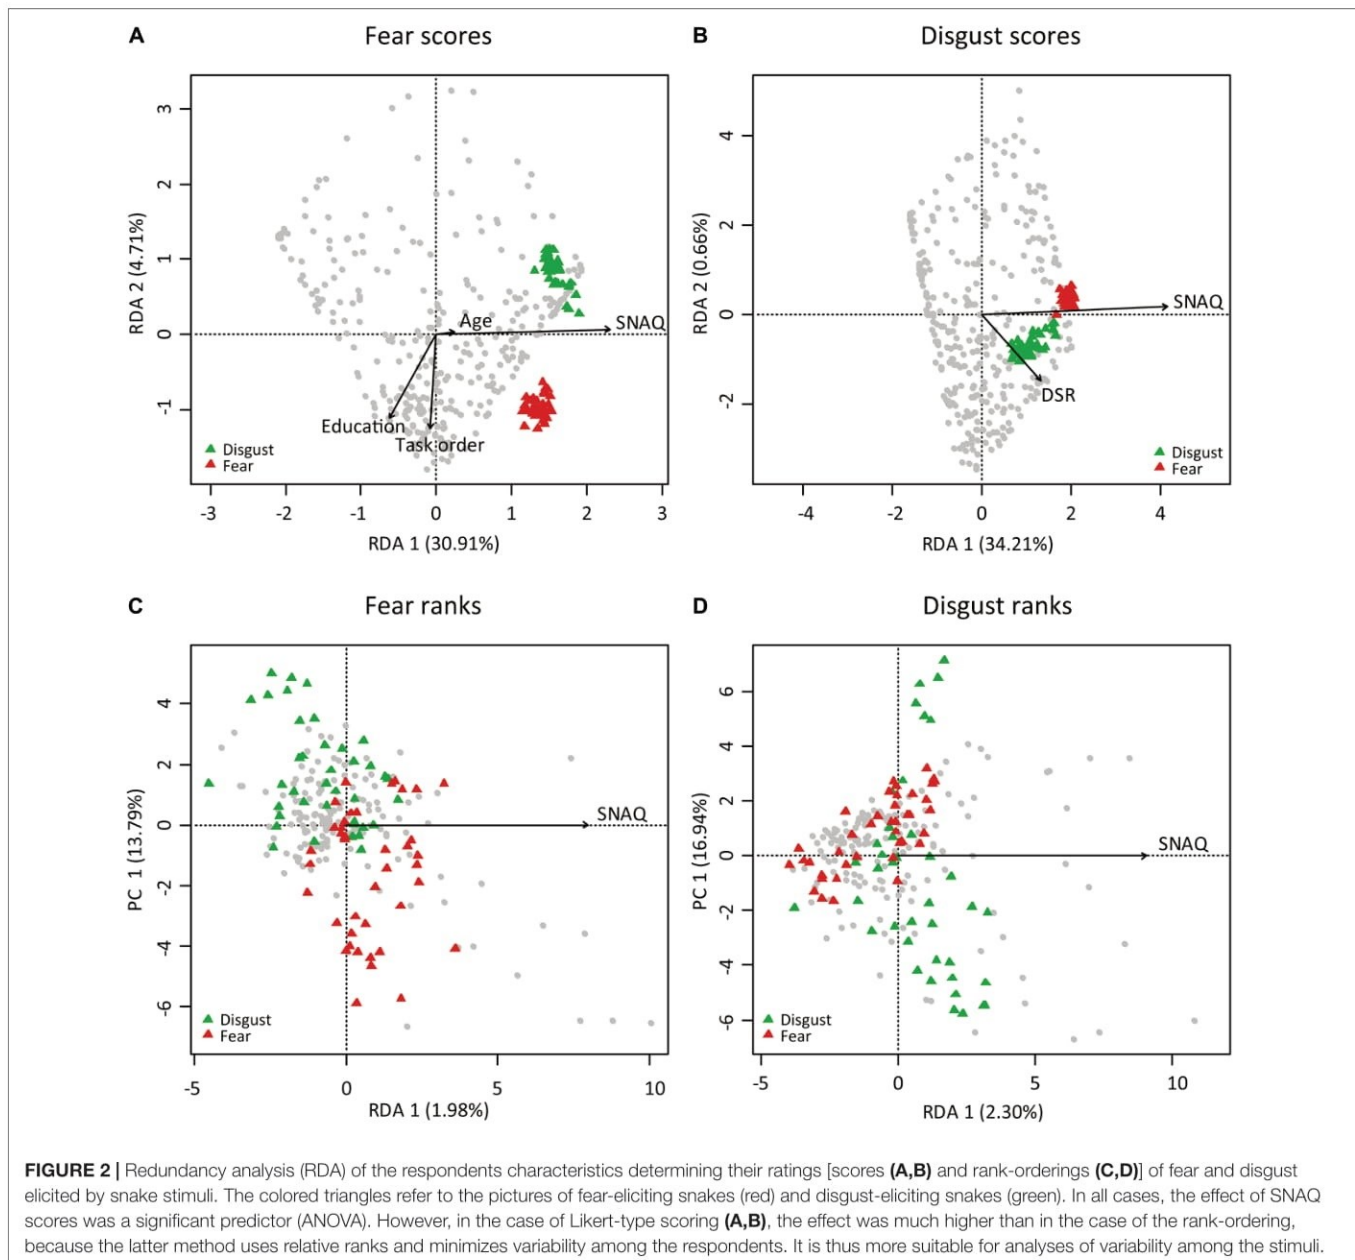 A
Fear scores
3
2
1
0
-1
RDA 2 (4.71%)
Age
SNAQ
Education
Task order
Disgust
Fear
-3 -2 -1 0 1 2 3
RDA 1 (30.91%)
B
Disgust scores
4
2
0
-2
RDA 2 (0.66%)
SNAQ
DSR
Disgust
Fear
-4 -2 0 2 4
RDA 1 (34.21%)
C
Fear ranks
4
2
0
-2
-4
-6
PC 1 (13.79%)
SNAQ
Disgust
Fear
-5 0 5 10
RDA 1 (1.98%)
D
Disgust ranks
6
4
2
0
-2
-4
-6
PC 1 (16.94%)
SNAQ
Disgust
Fear
-5 0 5 10
RDA 1 (2.30%)
FIGURE 2 | Redundancy analysis (RDA) of the respondents characteristics determining their ratings [scores (A,B) and rank-orderings (C,D)] of fear and disgust
elicited by snake stimuli. The colored triangles refer to the pictures of fear-eliciting snakes (red) and disgust-eliciting snakes (green). In all cases, the effect of SNAQ
scores was a significant predictor (ANOVA). However, in the case of Likert-type scoring (A,B), the effect was much higher than in the case of the rank-ordering,
because the latter method uses relative ranks and minimizes variability among the respondents. It is thus more suitable for analyses of variability among the stimuli.